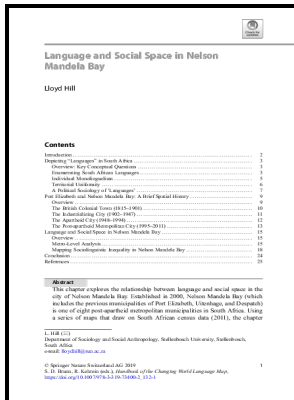 Check for
updates
Language and Social Space in Nelson
Mandela Bay
Lloyd Hill
Contents
Introduction ... 2
Depicting "Languages" in South Africa ... 3
Overview: Key Conceptual Questions ... 3
Enumerating South African Languages ... 3
Individual Monolingualism ... 5
Territorial Uniformity ... 6
A Political Sociology of 'Languages' ... 7
Port Elizabeth and Nelson Mandela Bay: A Brief Spatial History ... 9
Overview ... 9
The British Colonial Town (1815–1901) ... 10
The Industrializing City (1902–1947) ... 11
The Apartheid City (1948–1994) ... 12
The Post-apartheid Metropolitan City (1995–2011) ... 13
Language and Social Space in Nelson Mandela Bay ... 15
Overview ... 15
Micro-Level Analysis ... 15
Mapping Sociolinguistic Inequality in Nelson Mandela Bay ... 18
Conclusion ... 24
References ... 25
Abstract
This chapter explores the relationship between language and social space in the
city of Nelson Mandela Bay. Established in 2000, Nelson Mandela Bay (which
includes the previous municipalities of Port Elizabeth, Uitenhage, and Despatch)
is one of eight post-apartheid metropolitan municipalities in South Africa. Using
a series of maps that draw on South African census data (2011), the chapter
L. Hill (✉)
Department of Sociology and Social Anthropology, Stellenbosch University, Stellenbosch,
South Africa
e-mail: lloydhill@sun.ac.za
© Springer Nature Switzerland AG 2019 1
S. D. Brunn, R. Kehrein (eds.), Handbook of the Changing World Language Map,
https://doi.org/10.1007/978-3-319-73400-2_132-1